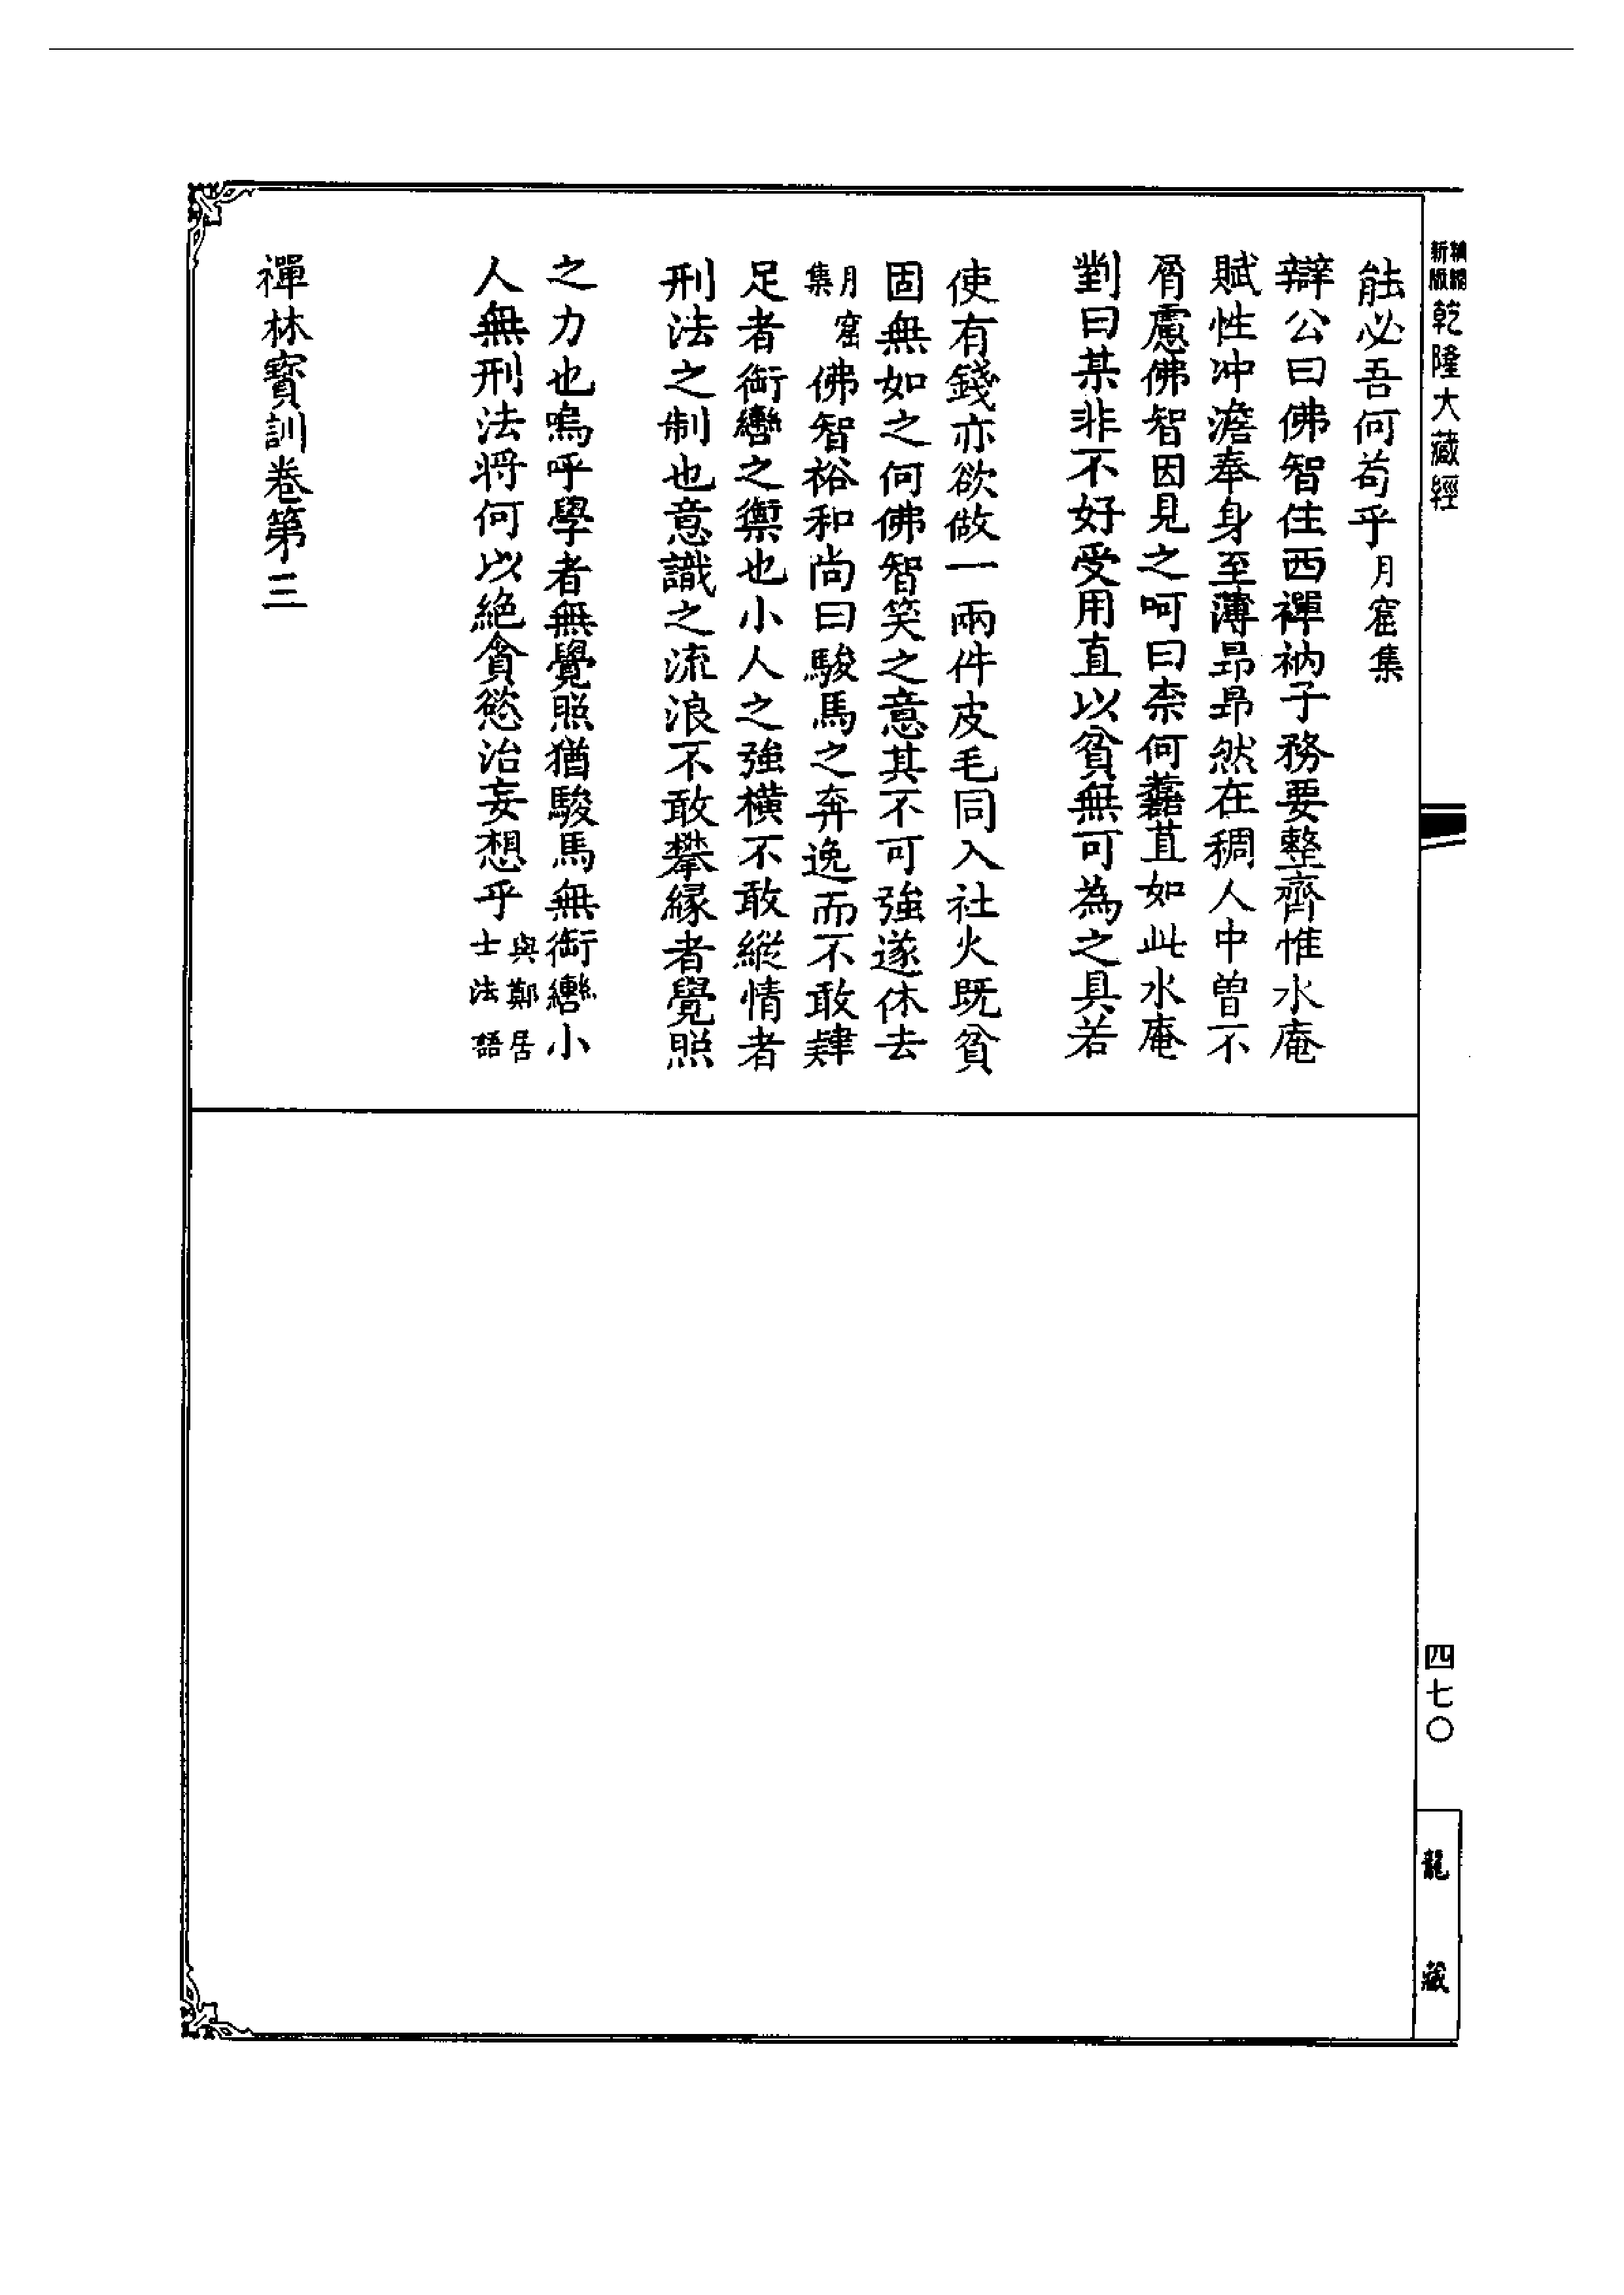 新版
乾隆大藏經
能必吾何苟乎月窟集
辯公曰佛智住西禪衲子務要整齊惟水庵
賦性冲澹奉身至薄昻昻然在稠人中曽不
屑慮佛智因見之呵曰柰何藞苴如此水庵
對曰某非不好受用直以貧無可為之具若
使有錢亦欲做一兩件皮毛同入社火既貧
固無如之何佛智笑之意其不可強遂休去
月窟集佛智裕和尚曰駿馬之奔逸而不敢肆
足者銜轡之禦也小人之強橫不敢縱情者
刑法之制也意識之流浪不敢攀緣者覺照
之力也嗚呼學者無覺照猶駿馬無銜轡小
人無刑法將何以絕貪慾治妄想乎與鄭居士法語
禪林寶訓卷第三
四七〇
龍藏